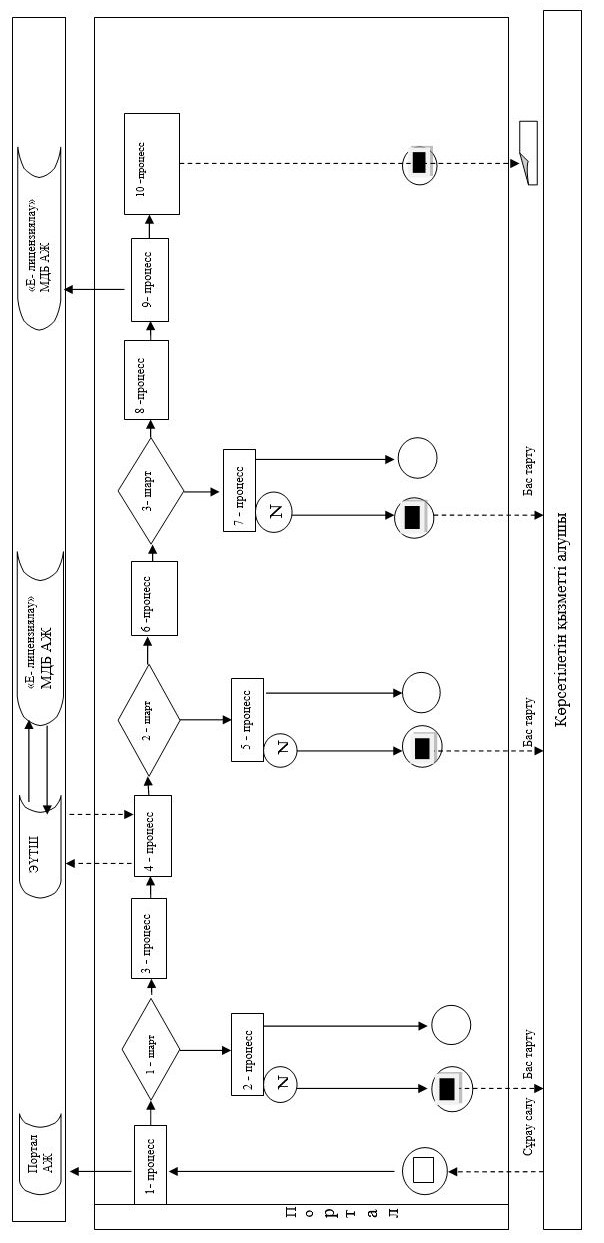 Портал
АЖ
ЭҮТШ
«Е- лицензиялау»
МДБ АЖ
«Е- лицензиялау»
МДБ АЖ
Портал
1- процесс
1 – шарт
2 – процесс
N
3 – процесс
4 – процесс
2 – шарт
5 – процесс
N
6 –процесс
3– шарт
7 – процесс
N
8 –процесс
9– процесс
10 –процесс
Сұрау салу
Бас тарту
Бас тарту
Бас тарту
Көрсетілетін қызметті алушы